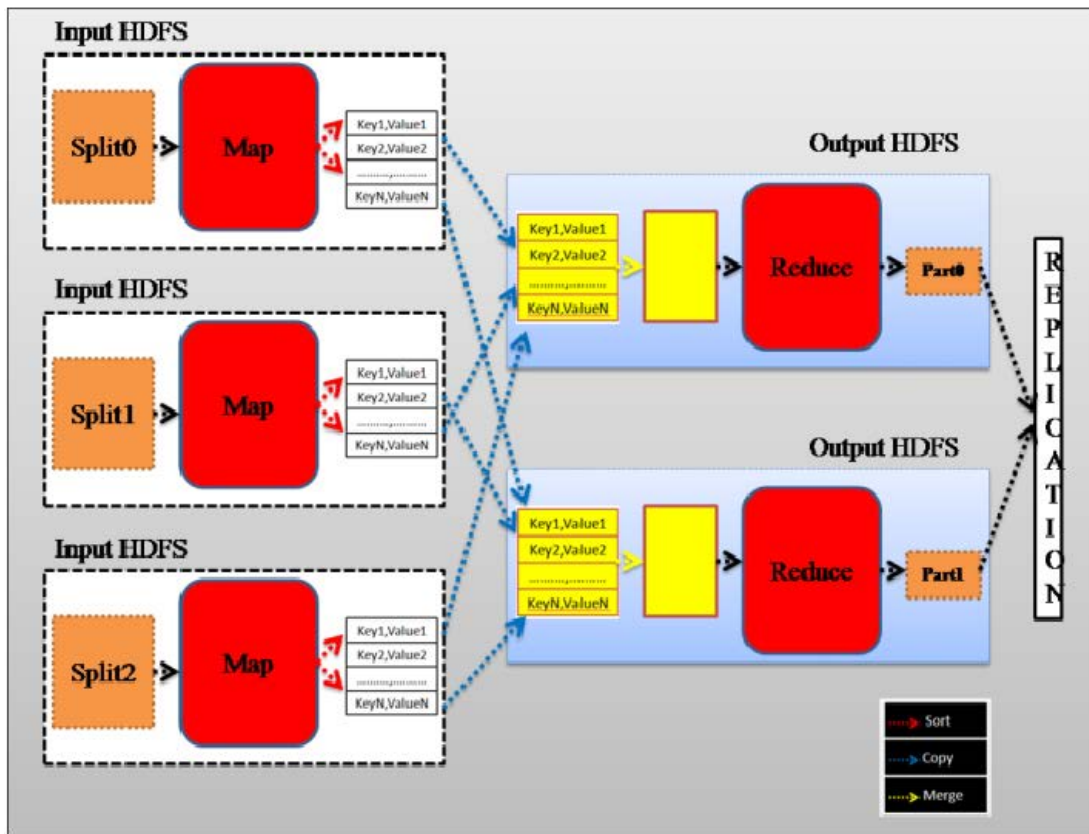 Input HDFS
Split0
Map
Key1,Value1
Key2,Value2
..........,..........
KeyN,ValueN
Input HDFS
Split1
Map
Key1,Value1
Key2,Value2
..........,..........
KeyN,ValueN
Input HDFS
Split2
Map
Key1,Value1
Key2,Value2
..........,..........
KeyN,ValueN
Output HDFS
Key1,Value1
Key2,Value2
..........,..........
KeyN,ValueN
Reduce
Part0
Output HDFS
Key1,Value1
Key2,Value2
..........,..........
KeyN,ValueN
Reduce
Part1
REPLICATION
Sort
Copy
Merge